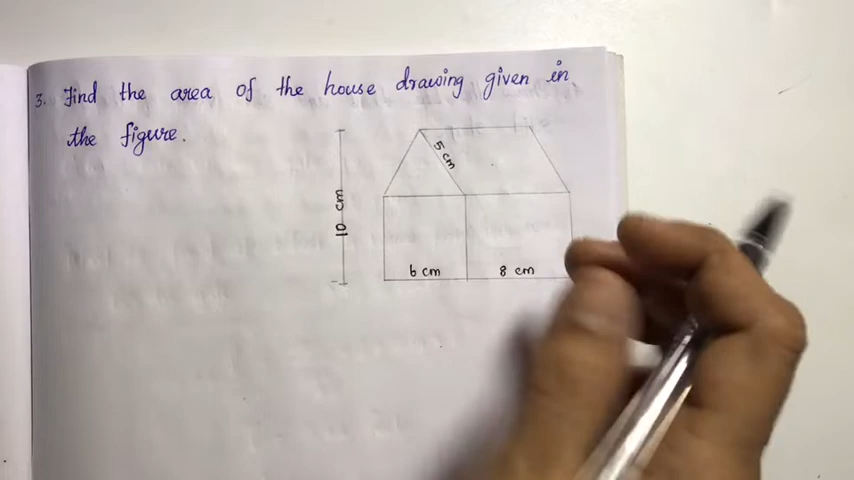 3. Find the area of the house drawing given in
the figure.
5 cm
10 cm
6 cm
8 cm